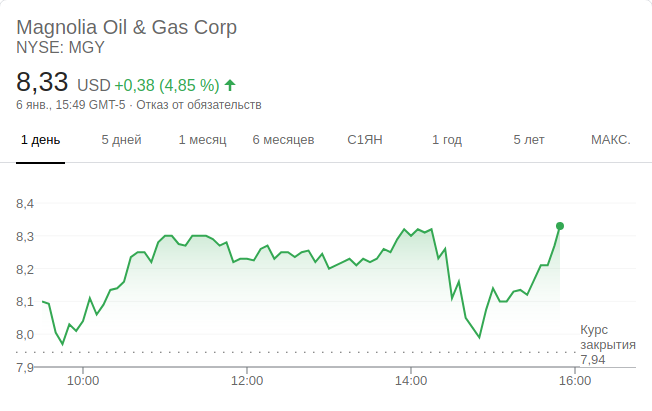 Magnolia Oil & Gas Corp
NYSE: MGY
8,33 USD +0,38 (4,85 %)
6 янв., 15:49 GMT-5 · Отказ от обязательств
1 день 5 дней 1 месяц 6 месяцев С1ЯН 1 год 5 лет МАКС.
8,4
8,3
8,2
8,1
8,0
7,9
Курс
закрытия
7,94
10:00 12:00 14:00 16:00